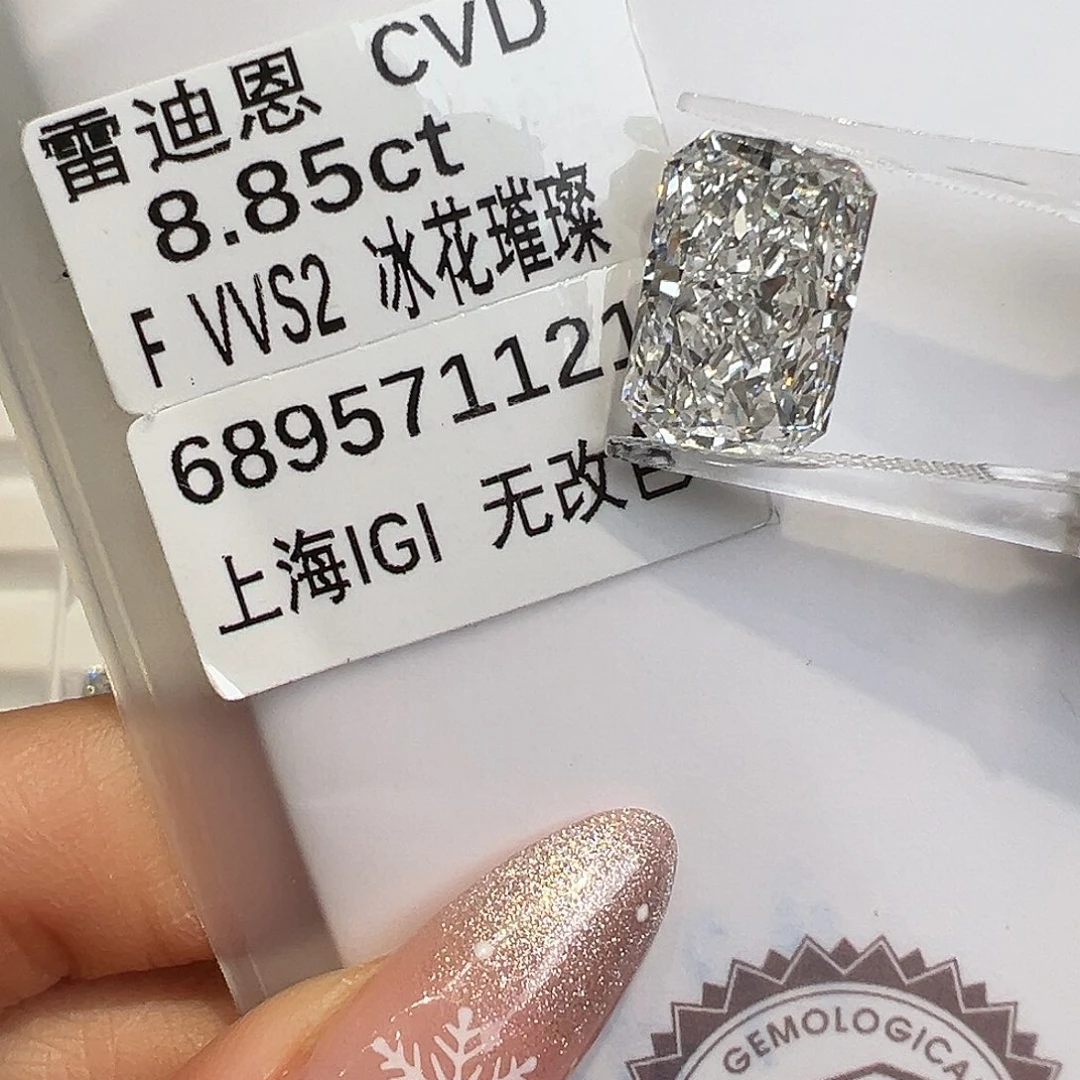 雷迪恩 CVD
8.85ct
F VVS2 冰花璀璨
689571121
上海IGI 无改色
GEMOLOGICA